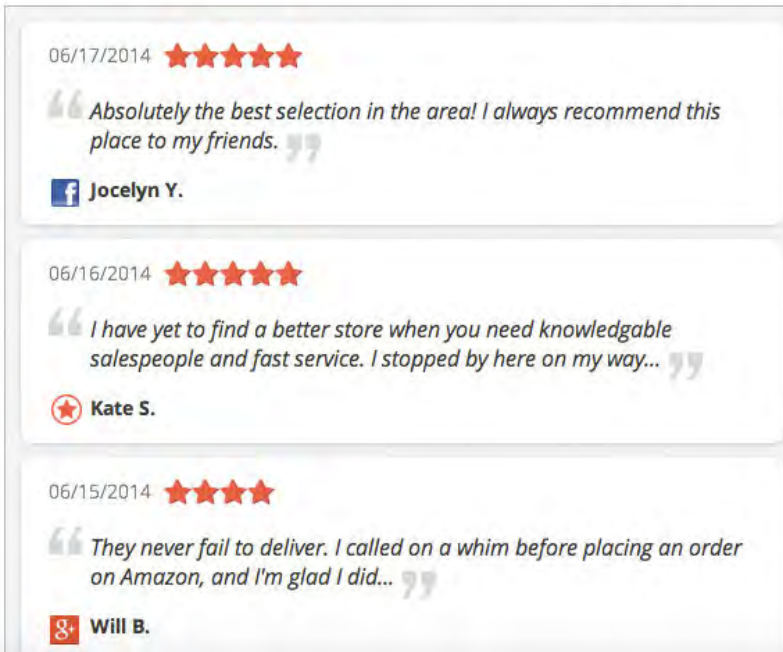 06/17/2014
“ Absolutely the best selection in the area! I always recommend this
place to my friends. ”
f Jocelyn Y.
06/16/2014
“ I have yet to find a better store when you need knowledgable
salespeople and fast service. I stopped by here on my way... ”
Kate S.
06/15/2014
“ They never fail to deliver. I called on a whim before placing an order
on Amazon, and I'm glad I did... ”
g+ Will B.